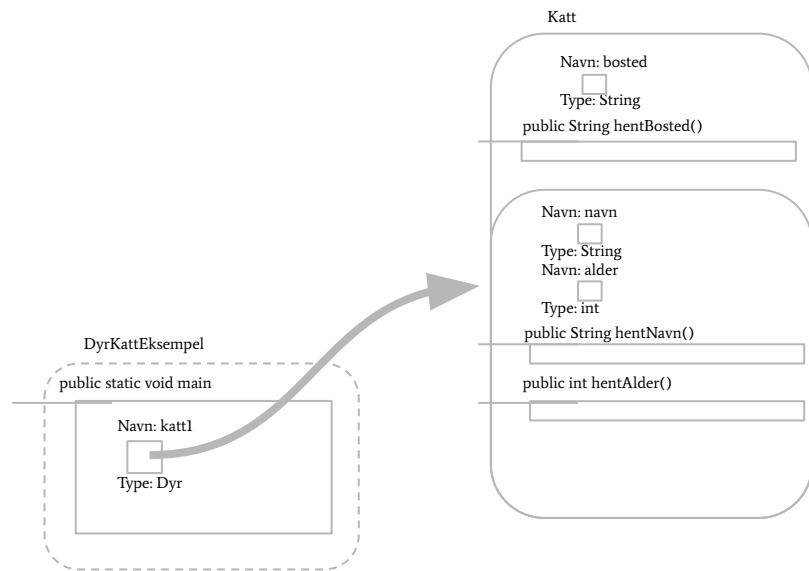 Katt
Navn: bosted
Type: String
public String hentBosted()
Navn: navn
Type: String
Navn: alder
Type: int
public String hentNavn()
public int hentAlder()
DyrKattEksempel
public static void main
Navn: katt1
Type: Dyr